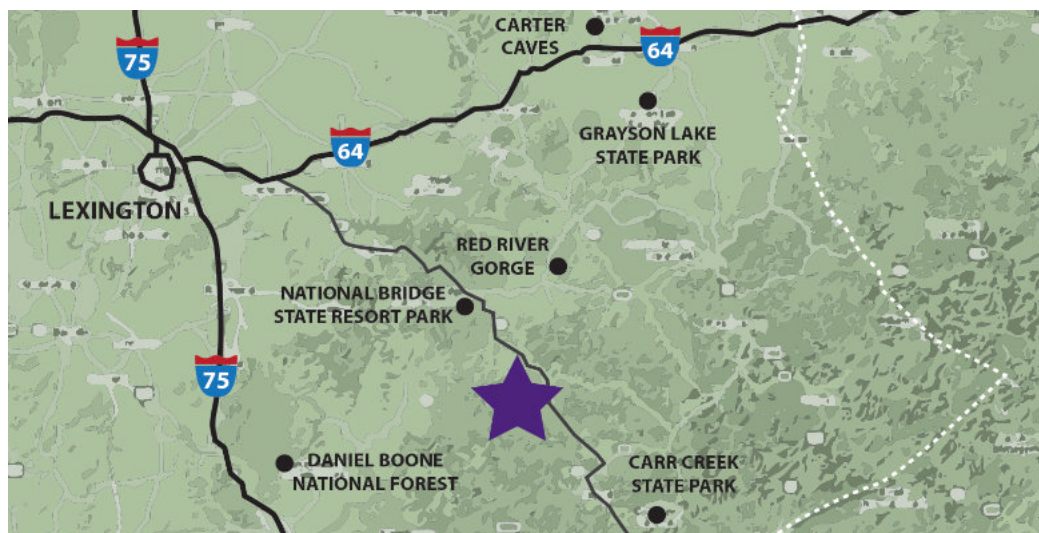 CARTER
CAVES
64
75
GRAYSON LAKE
STATE PARK
64
LEXINGTON
RED RIVER
GORGE
NATIONAL BRIDGE
STATE RESORT PARK
75
DANIEL BOONE
NATIONAL FOREST
CARR CREEK
STATE PARK